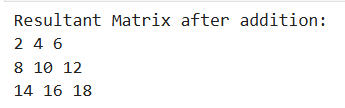 Resultant Matrix after addition:
2 4 6
8 10 12
14 16 18